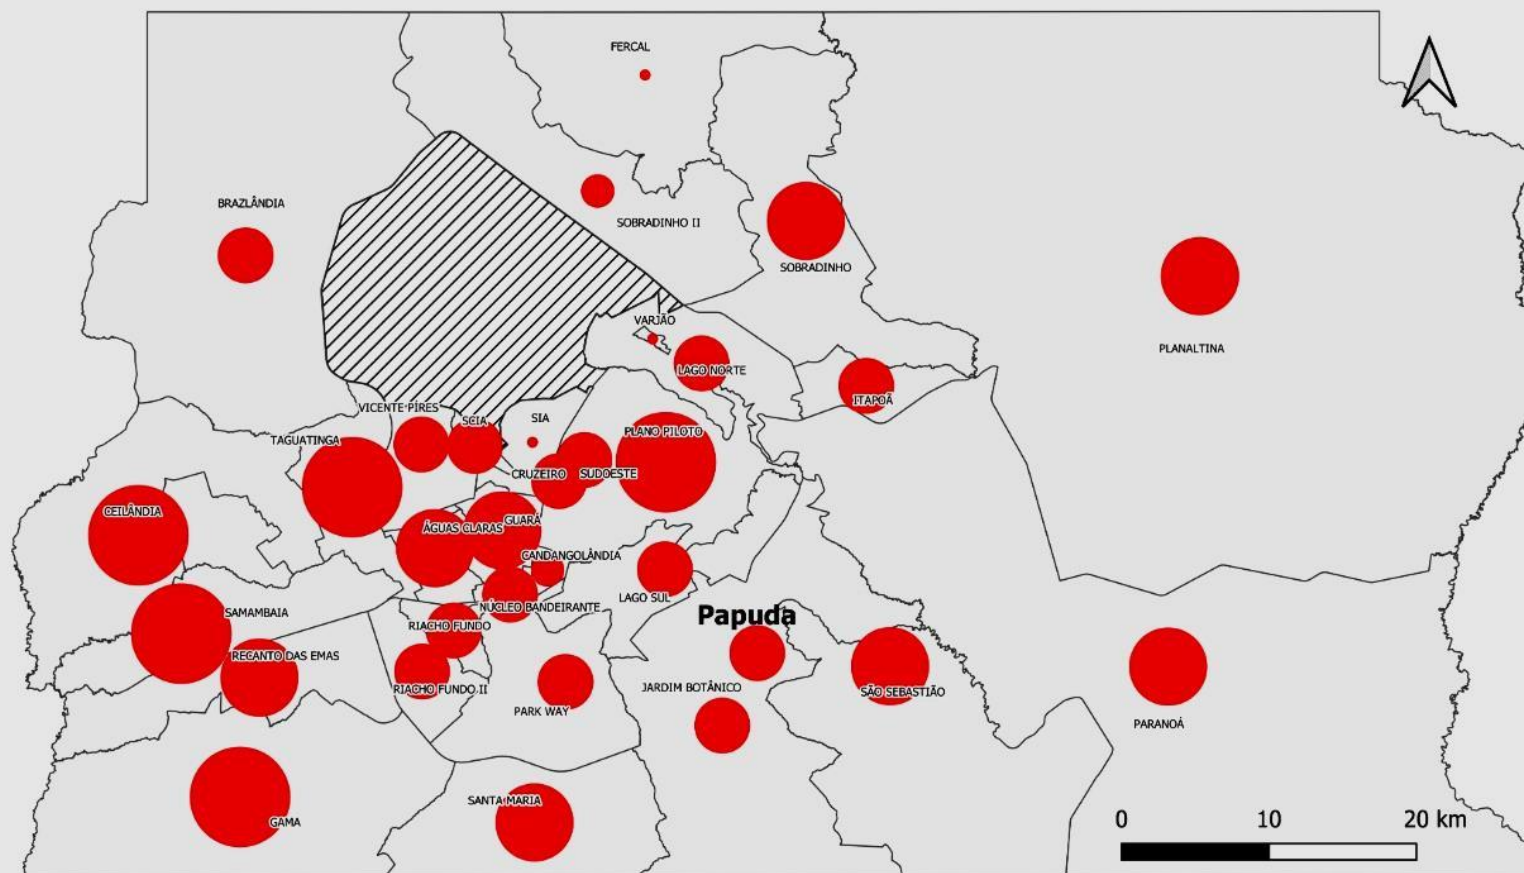 FERCAL
BRAZLÂNDIA
SOBRADINHO II
SOBRADINHO
VARJÃO
PLANALTINA
LAGO NORTE
ITAPOÃ
VICENTE PÍRES
SCIA
SIA
TAGUATINGA
PLANO PILOTO
CRUZEIRO
SUDOESTE
CEILÂNDIA
ÁGUAS CLARAS
GUARÁ
CANDANGOLÂNDIA
LAGO SUL
NÚCLEO BANDEIRANTE
SAMAMBAIA
RIACHO FUNDO
Papuda
RECANTO DAS EMAS
RIACHO FUNDO II
JARDIM BOTÂNICO
SÃO SEBASTIÃO
PARK WAY
PARANOÁ
SANTA MARIA
GAMA
0 10 20 km